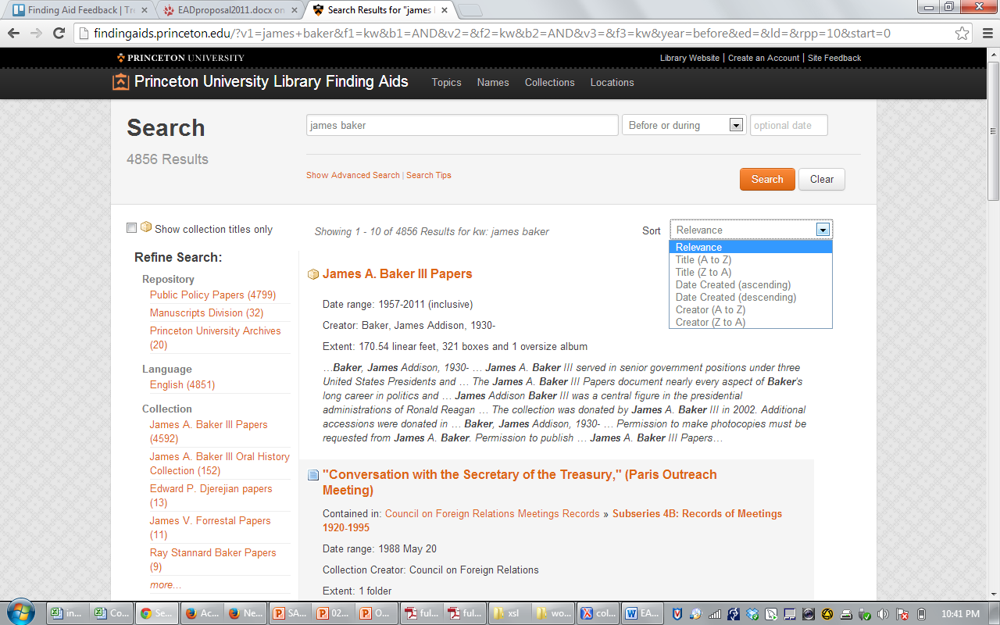 Finding Aid Feedback | Tr
EADproposal2011.docx on
Search Results for "james
findingaids.princeton.edu/?v1=james+baker&f1=kw&b1=AND&v2=&f2=kw&b2=AND&v3=&f3=kw&year=before&ed=&ld=&rpp=10&start=0
PRINCETON UNIVERSITY
Library Website | Create an Account | Site Feedback
Princeton University Library Finding Aids
Topics Names Collections Locations
Search
james baker
Before or during
optional date
4856 Results
Show Advanced Search | Search Tips
Search
Clear
Show collection titles only
Showing 1 - 10 of 4856 Results for kw: james baker
Sort
Relevance
Relevance
Title (A to Z)
Title (Z to A)
Date Created (ascending)
Date Created (descending)
Creator (A to Z)
Creator (Z to A)
Refine Search:
Repository
Public Policy Papers (4799)
Manuscripts Division (32)
Princeton University Archives
(20)
Language
English (4851)
Collection
James A. Baker III Papers
(4592)
James A. Baker III Oral History
Collection (152)
Edward P. Djerejian papers
(13)
James V. Forrestal Papers
(11)
Ray Stannard Baker Papers
(9)
more...
James A. Baker III Papers
Date range: 1957-2011 (inclusive)
Creator: Baker, James Addison, 1930-
Extent: 170.54 linear feet, 321 boxes and 1 oversize album
…Baker, James Addison, 1930- … James A. Baker III served in senior government positions under three
United States Presidents and … The James A. Baker III Papers document nearly every aspect of Baker's
long career in politics and … James Addison Baker III was a central figure in the presidential
administrations of Ronald Reagan … The collection was donated by James A. Baker III in 2002. Additional
accessions were donated in … Baker, James Addison, 1930- … Permission to make photocopies must be
requested from James A. Baker. Permission to publish … James A. Baker III Papers…
"Conversation with the Secretary of the Treasury," (Paris Outreach
Meeting)
Contained in: Council on Foreign Relations Meetings Records » Subseries 4B: Records of Meetings
1920-1995
Date range: 1988 May 20
Collection Creator: Council on Foreign Relations
Extent: 1 folder
in... Co... Se... Ac... Ne... SA... 02... O... ful... ful... xsl wo... col... EA...
10:41 PM